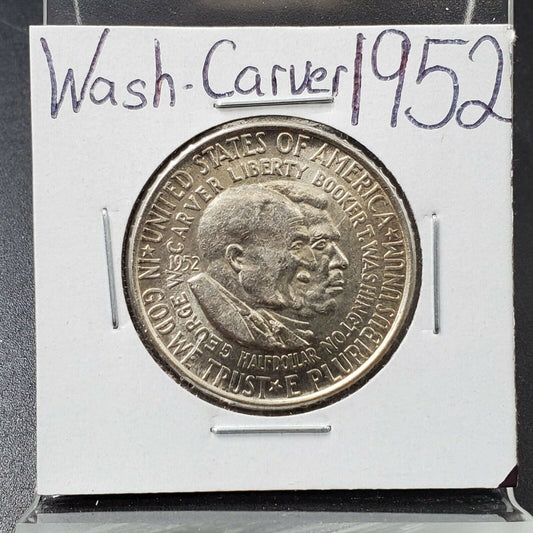 Wash-Carver 1952
UNITED STATES OF AMERICA
IN GOD WE TRUST ★ E PLURIBUS UNUM ★
GEORGE W. CARVER LIBERTY BOOKER T. WASHINGTON
1952
HALF DOLLAR